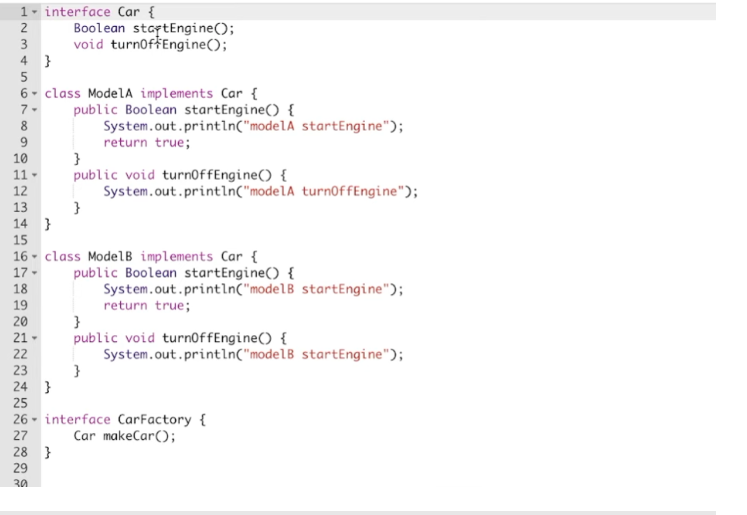 1 interface Car {
2     Boolean startEngine();
3     void turnOffEngine();
4 }
5
6 class ModelA implements Car {
7     public Boolean startEngine() {
8         System.out.println("modelA startEngine");
9         return true;
10     }
11     public void turnOffEngine() {
12         System.out.println("modelA turnOffEngine");
13     }
14 }
15
16 class ModelB implements Car {
17     public Boolean startEngine() {
18         System.out.println("modelB startEngine");
19         return true;
20     }
21     public void turnOffEngine() {
22         System.out.println("modelB startEngine");
23     }
24 }
25
26 interface CarFactory {
27     Car makeCar();
28 }
29
30